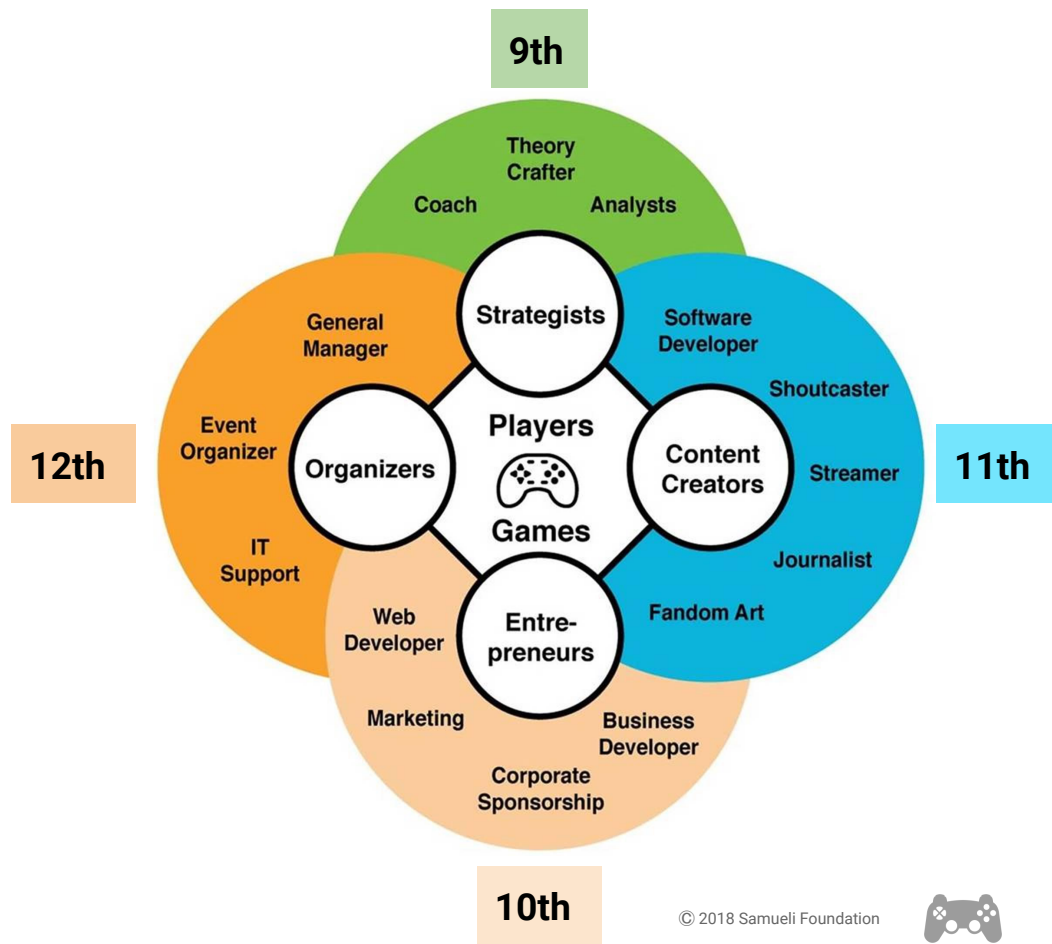 9th
Theory
Crafter
Coach
Analysts
Strategists
General
Manager
Software
Developer
Shoutcaster
Event
Organizer
Organizers
Players
Games
Content
Creators
Streamer
12th
11th
IT
Support
Journalist
Fandom Art
Web
Developer
Entre-
preneurs
Marketing
Business
Developer
Corporate
Sponsorship
10th
© 2018 Samueli Foundation